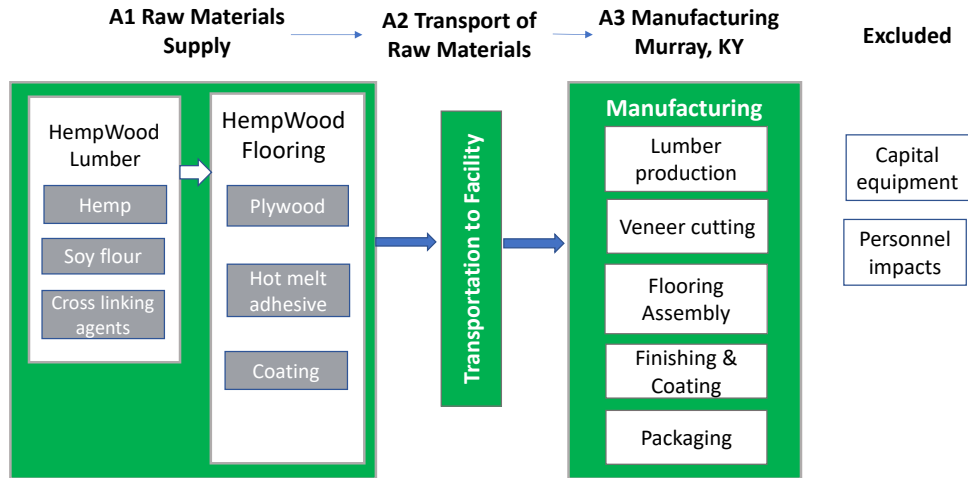 A1 Raw Materials
Supply
A2 Transport of
Raw Materials
A3 Manufacturing
Murray, KY
Excluded
HempWood
Lumber
Hemp
Soy flour
Cross linking
agents
HempWood
Flooring
Plywood
Hot melt
adhesive
Coating
Transportation to Facility
Manufacturing
Lumber
production
Veneer cutting
Flooring
Assembly
Finishing &
Coating
Packaging
Capital
equipment
Personnel
impacts